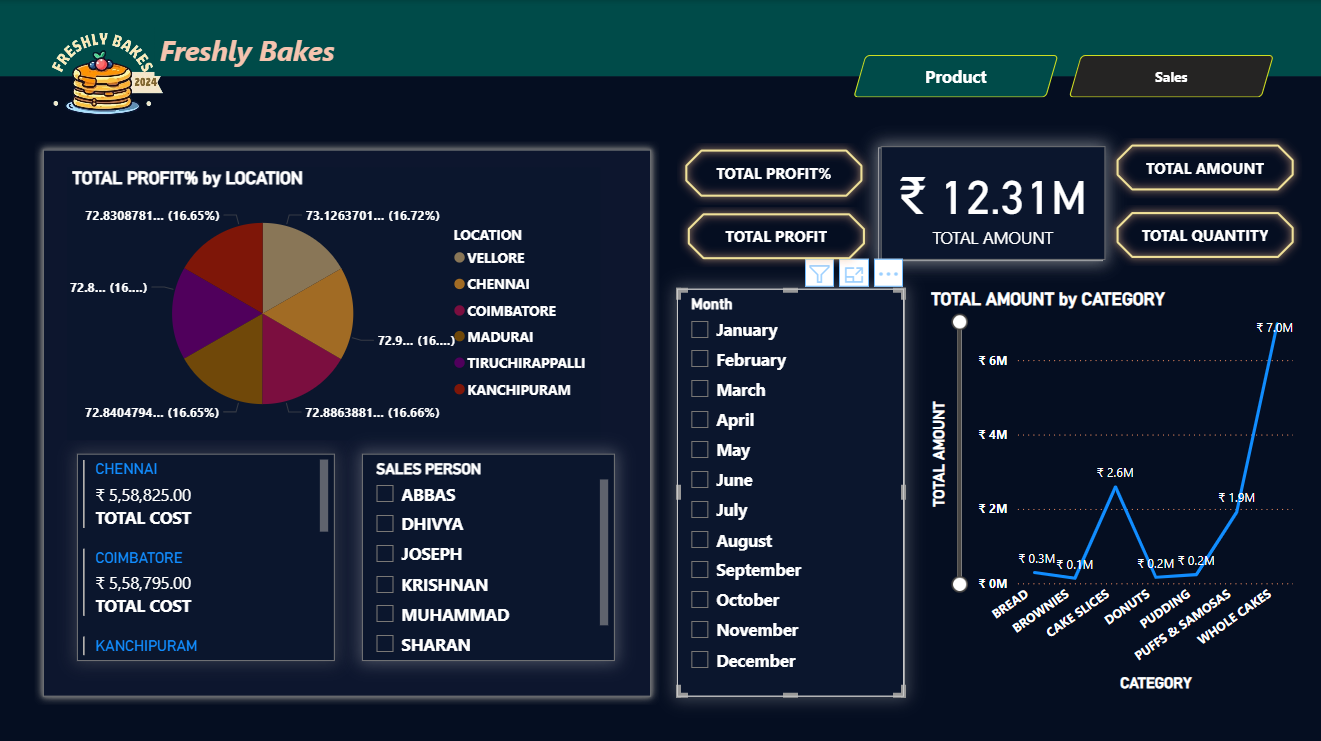 FRESHLY BAKES
2024
Freshly Bakes
Product
Sales
TOTAL PROFIT% by LOCATION
72.8308781... (16.65%)
73.1263701... (16.72%)
72.8... (16....)
72.9... (16....)
72.8404794... (16.65%)
72.8863881... (16.66%)
LOCATION
VELLORE
CHENNAI
COIMBATORE
MADURAI
TIRUCHIRAPPALLI
KANCHIPURAM
CHENNAI
₹ 5,58,825.00
TOTAL COST
COIMBATORE
₹ 5,58,795.00
TOTAL COST
KANCHIPURAM
SALES PERSON
ABBAS
DHIVYA
JOSEPH
KRISHNAN
MUHAMMAD
SHARAN
TOTAL PROFIT%
TOTAL PROFIT
₹ 12.31M
TOTAL AMOUNT
TOTAL AMOUNT
TOTAL QUANTITY
Month
January
February
March
April
May
June
July
August
September
October
November
December
TOTAL AMOUNT by CATEGORY
TOTAL AMOUNT
₹ 6M
₹ 4M
₹ 2M
₹ 0M
₹ 0.3M
₹ 0.1M
₹ 2.6M
₹ 0.2M
₹ 0.2M
₹ 1.9M
₹ 7.0M
BREAD
BROWNIES
CAKE SLICES
DONUTS
PUDDING
PUFFS & SAMOSAS
WHOLE CAKES
CATEGORY